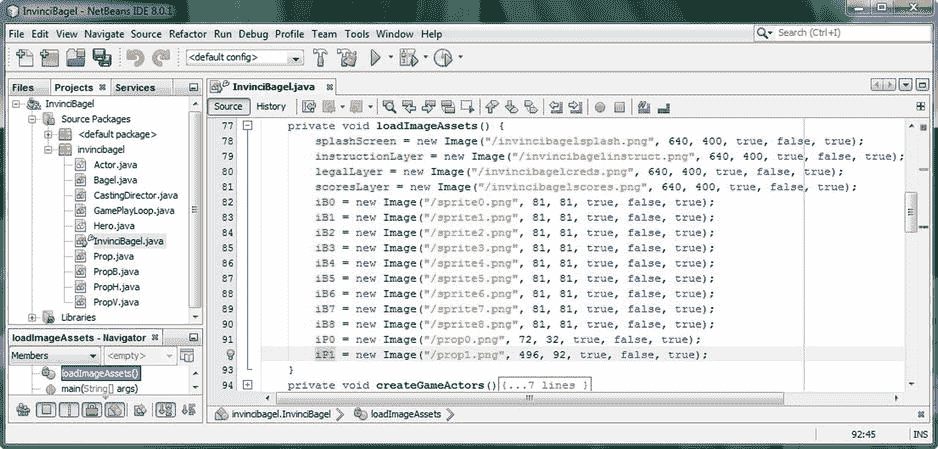 InvinciBagel - NetBeans IDE 8.0.1
File Edit View Navigate Source Refactor Run Debug Profile Team Tools Window Help
Search (Ctrl+I)
<default config>
Files Projects Services
InvinciBagel
Source Packages
<default package>
invincibagel
Actor.java
Bagel.java
CastingDirector.java
GamePlayLoop.java
Hero.java
InvinciBagel.java
Prop.java
PropB.java
PropH.java
PropV.java
Libraries
loadImageAssets - Navigator
Members <empty>
loadImageAssets()
main(String[] args)
InvinciBagel.java
Source History
77 private void loadImageAssets() {
78 splashScreen = new Image("/invincibagelsplash.png", 640, 400, true, false, true);
79 instructionLayer = new Image("/invincibagelinstruct.png", 640, 400, true, false, true);
80 legalLayer = new Image("/invincibagelcreds.png", 640, 400, true, false, true);
81 scoresLayer = new Image("/invincibagelscores.png", 640, 400, true, false, true);
82 iB0 = new Image("/sprite0.png", 81, 81, true, false, true);
83 iB1 = new Image("/sprite1.png", 81, 81, true, false, true);
84 iB2 = new Image("/sprite2.png", 81, 81, true, false, true);
85 iB3 = new Image("/sprite3.png", 81, 81, true, false, true);
86 iB4 = new Image("/sprite4.png", 81, 81, true, false, true);
87 iB5 = new Image("/sprite5.png", 81, 81, true, false, true);
88 iB6 = new Image("/sprite6.png", 81, 81, true, false, true);
89 iB7 = new Image("/sprite7.png", 81, 81, true, false, true);
90 iB8 = new Image("/sprite8.png", 81, 81, true, false, true);
91 iP0 = new Image("/prop0.png", 72, 32, true, false, true);
iP1 = new Image("/prop1.png", 496, 92, true, false, true);
93 }
94 private void createGameActors() {...7 lines }
invincibagel.InvinciBagel loadImageAssets
92:45 INS